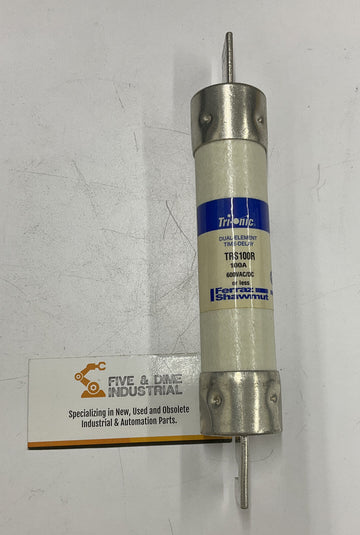 Tri-onic
DUAL-ELEMENT
TIME-DELAY
TRS100R
100A
600VAC/DC
or less
Ferraz
Shawmut
FIVE & DIME
INDUSTRIAL
Specializing in New, Used and Obsolete
Industrial & Automation Parts.